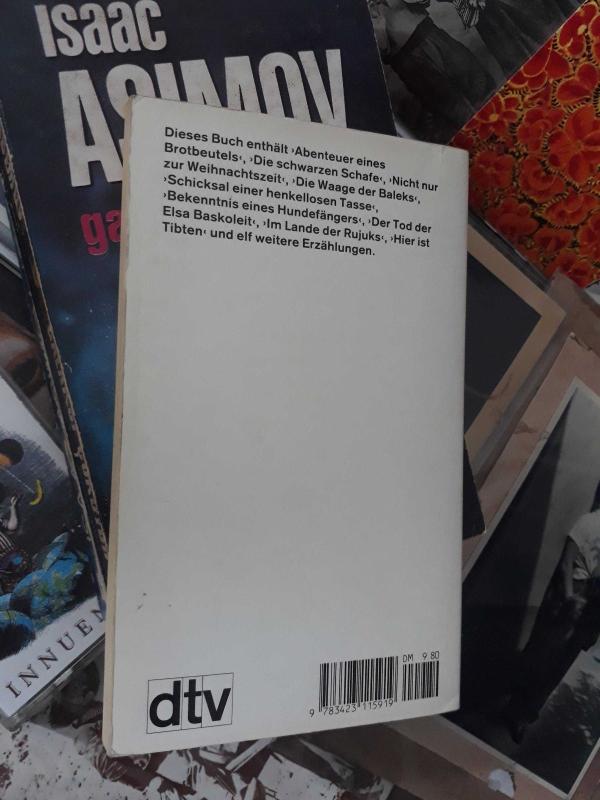 Isaac
ASIMOV
ga
Dieses Buch enthält ›Abenteuer eines
Brotbeutels‹, ›Die schwarzen Schafe‹, ›Nicht nur
zur Weihnachtszeit‹, ›Die Waage der Baleks‹,
›Schicksal einer henkellosen Tasse‹,
›Bekenntnis eines Hundefängers‹, ›Der Tod der
Elsa Baskoleit‹, ›Im Lande der Rujuks‹, ›Hier ist
Tibten‹ und elf weitere Erzählungen.
INNUEN
dtv
DM 9 80
9 783423 115919